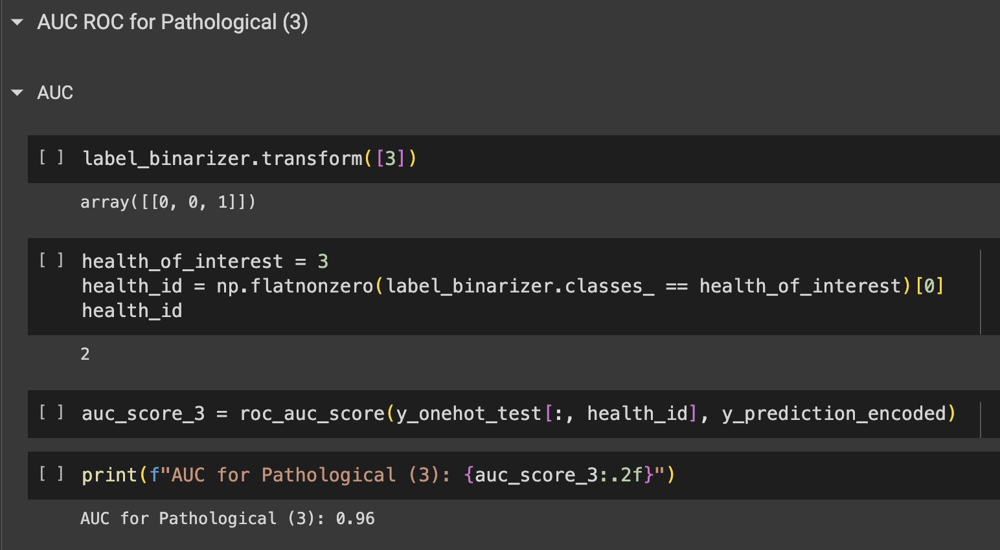 AUC ROC for Pathological (3)
AUC
[ ] label_binarizer.transform([3])
array([[0, 0, 1]])
[ ] health_of_interest = 3
health_id = np.flatnonzero(label_binarizer.classes_ == health_of_interest)[0]
health_id
2
[ ] auc_score_3 = roc_auc_score(y_onehot_test[:, health_id], y_prediction_encoded)
[ ] print(f"AUC for Pathological (3): {auc_score_3:.2f}")
AUC for Pathological (3): 0.96